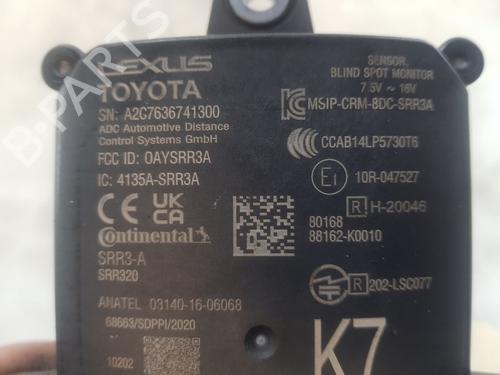 LEXUS
TOYOTA
SN: A2C7636741300
ADC Automotive Distance
Control Systems GmbH
FCC ID: OAYSRR3A
IC: 4135A-SRR3A
CE UK CA
Continental
SRR3-A
SRR320
ANATEL 03140-16-06068
68663/SDPPI/2020
10202
SENSOR,
BLIND SPOT MONITOR
7.5V ~ 16V
MSIP-CRM-8DC-SRR3A
CCAB14LP5730T6
E1 10R-047527
R H-20046
80168
88162-K0010
R 202-LSC077
K7
B-PARTS